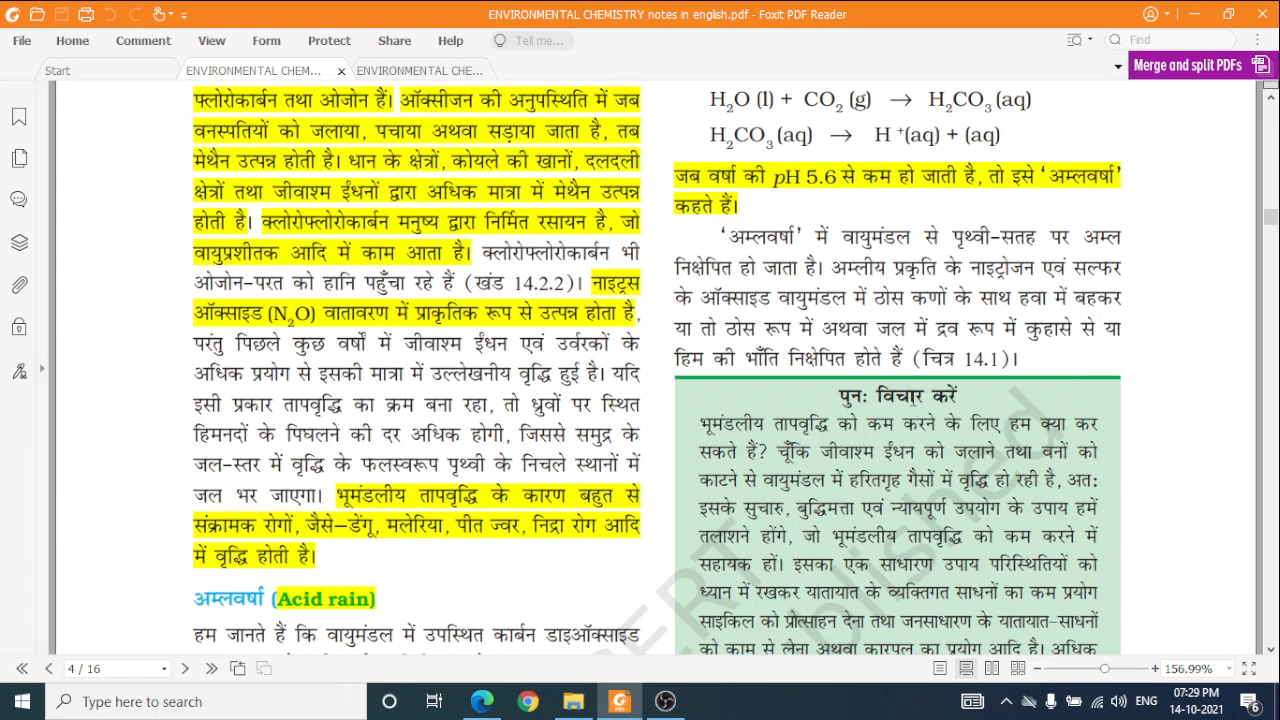 ENVIRONMENTAL CHEMISTRY notes in english.pdf - Foxit PDF Reader
File Home Comment View Form Protect Share Help Tell me... Find
Start ENVIRONMENTAL CHEM... ENVIRONMENTAL CHE... Merge and split PDFs
फ्लोरोकार्बन तथा ओजोन हैं। ऑक्सीजन की अनुपस्थिति में जब
वनस्पतियों को जलाया, पचाया अथवा सड़ाया जाता है, तब
मेथैन उत्पन्न होती है। धान के क्षेत्रों, कोयले की खानों, दलदली
क्षेत्रों तथा जीवाश्म ईंधनों द्वारा अधिक मात्रा में मेथैन उत्पन्न
होती है। क्लोरोफ्लोरोकार्बन मनुष्य द्वारा निर्मित रसायन है, जो
वायुप्रशीतक आदि में काम आता है। क्लोरोफ्लोरोकार्बन भी
ओजोन-परत को हानि पहुँचा रहे हैं (खंड 14.2.2)। नाइट्रस
ऑक्साइड (N₂O) वातावरण में प्राकृतिक रूप से उत्पन्न होता है,
परंतु पिछले कुछ वर्षों में जीवाश्म ईंधन एवं उर्वरकों के
अधिक प्रयोग से इसकी मात्रा में उल्लेखनीय वृद्धि हुई है। यदि
इसी प्रकार तापवृद्धि का क्रम बना रहा, तो ध्रुवों पर स्थित
हिमनदों के पिघलने की दर अधिक होगी, जिससे समुद्र के
जल-स्तर में वृद्धि के फलस्वरूप पृथ्वी के निचले स्थानों में
जल भर जाएगा। भूमंडलीय तापवृद्धि के कारण बहुत से
संक्रामक रोगों, जैसे–डेंगू, मलेरिया, पीत ज्वर, निद्रा रोग आदि
में वृद्धि होती है।
अम्लवर्षा (Acid rain)
हम जानते हैं कि वायुमंडल में उपस्थित कार्बन डाइऑक्साइड
H₂O (l) + CO₂ (g) → H₂CO₃ (aq)
H₂CO₃ (aq) → H⁺(aq) + (aq)
जब वर्षा की pH 5.6 से कम हो जाती है, तो इसे ‘अम्लवर्षा’
कहते हैं।
‘अम्लवर्षा’ में वायुमंडल से पृथ्वी-सतह पर अम्ल
निक्षेपित हो जाता है। अम्लीय प्रकृति के नाइट्रोजन एवं सल्फर
के ऑक्साइड वायुमंडल में ठोस कणों के साथ हवा में बहकर
या तो ठोस रूप में अथवा जल में द्रव रूप में कुहासे से या
हिम की भाँति निक्षेपित होते हैं (चित्र 14.1)।
पुनः विचार करें
भूमंडलीय तापवृद्धि को कम करने के लिए हम क्या कर
सकते हैं? चूँकि जीवाश्म ईंधन को जलाने तथा वनों को
काटने से वायुमंडल में हरितगृह गैसों में वृद्धि हो रही है, अतः
इसके सुचारु, बुद्धिमत्ता एवं न्यायपूर्ण उपयोग के उपाय हमें
तलाशने होंगे, जो भूमंडलीय तापवृद्धि को कम करने में
सहायक हों। इसका एक साधारण उपाय परिस्थितियों को
ध्यान में रखकर यातायात के व्यक्तिगत साधनों का कम प्रयोग
साइकिल को प्रोत्साहन देना तथा जनसाधारण के यातायात-साधनों
को काम से लेना अथवा कारपूल का प्रयोग आदि है। अधिक
4 / 16 156.99%
Type here to search ENG 07:29 PM
14-10-2021 6